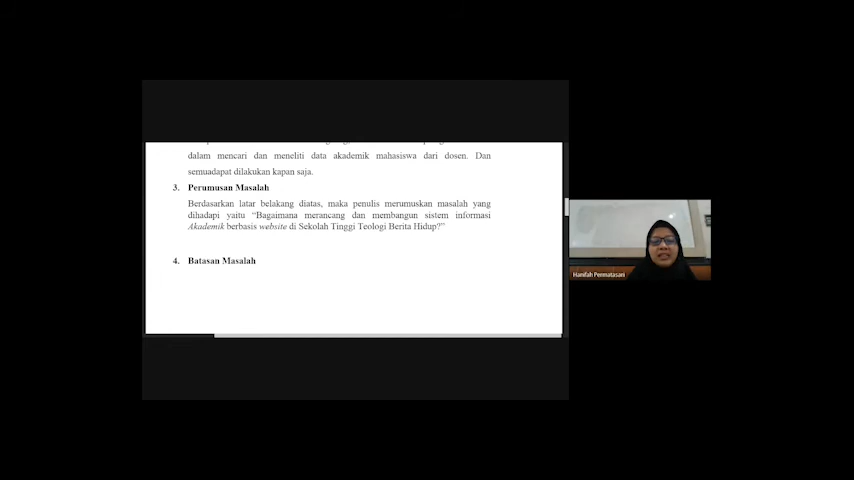 dalam mencari dan meneliti data akademik mahasiswa dari dosen. Dan
semuadapat dilakukan kapan saja.
3. Perumusan Masalah
Berdasarkan latar belakang diatas, maka penulis merumuskan masalah yang
dihadapi yaitu “Bagaimana merancang dan membangun sistem informasi
Akademik berbasis website di Sekolah Tinggi Teologi Berita Hidup?”
4. Batasan Masalah
Hanifah Permatasari